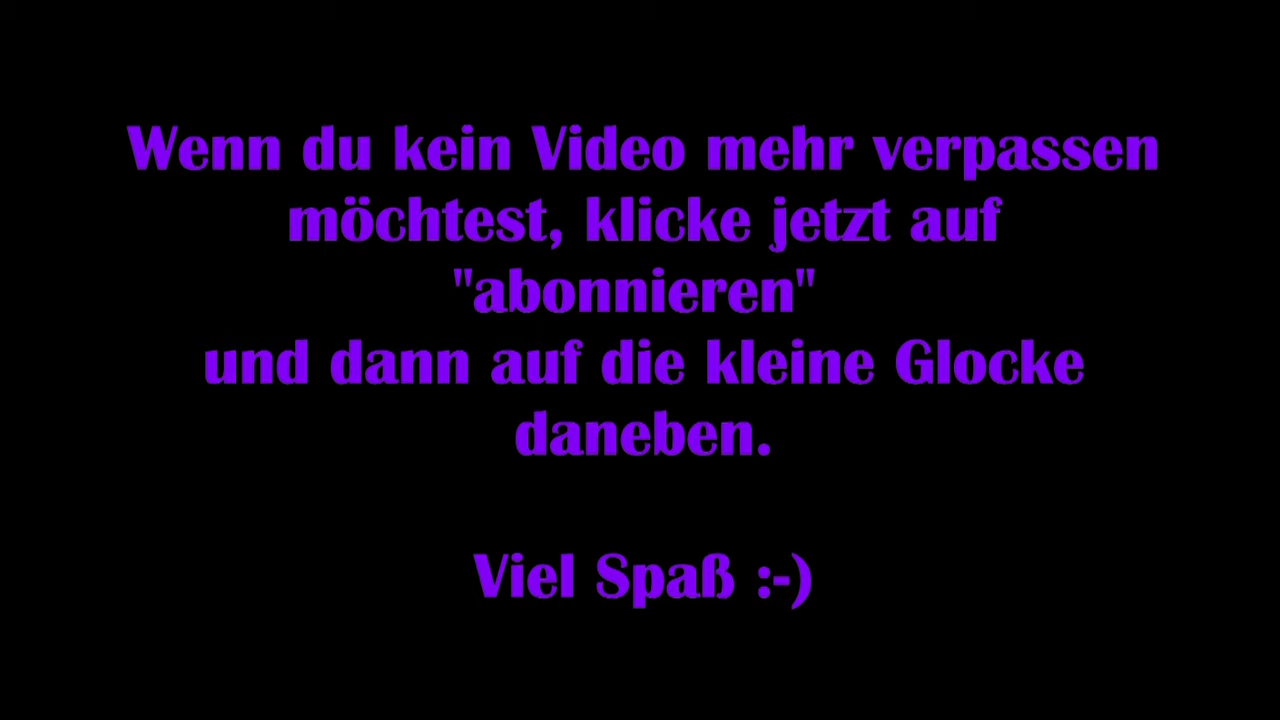 Wenn du kein Video mehr verpassen
möchtest, klicke jetzt auf
"abonnieren"
und dann auf die kleine Glocke
daneben.
Viel Spaß :-)